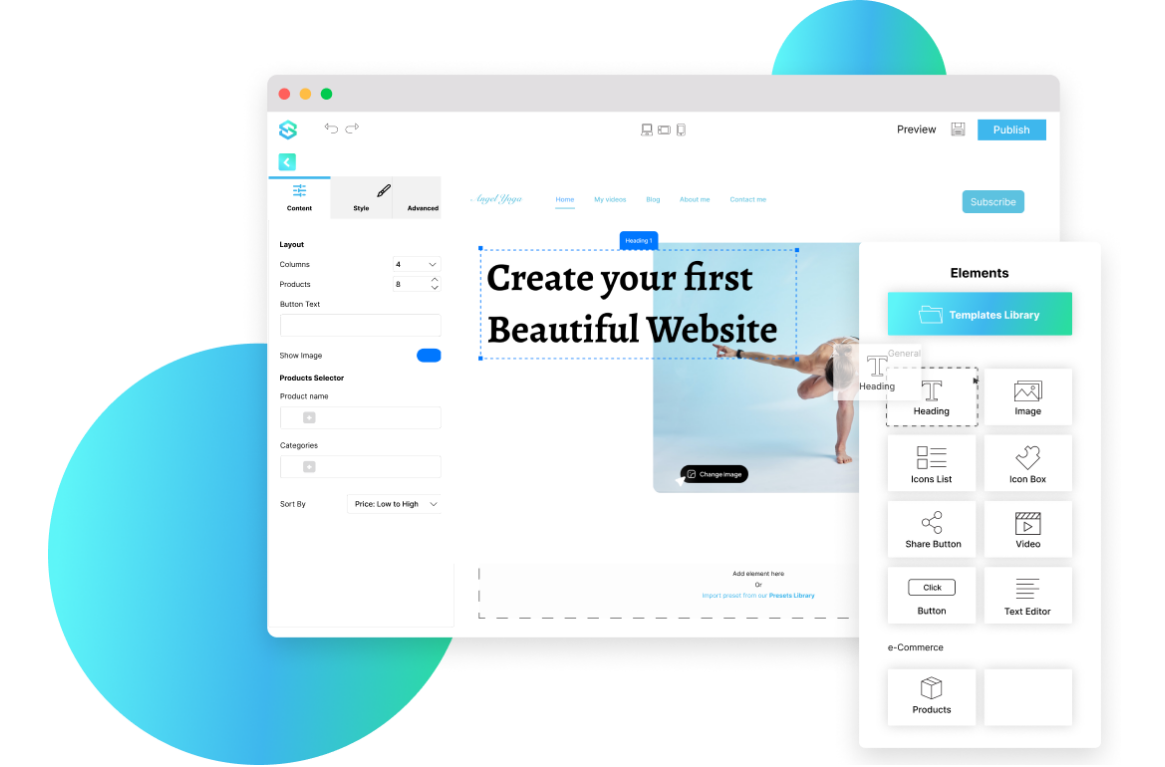 Preview
Publish
Content
Style
Advanced
Angel Yoga
Home
My videos
Blog
About me
Contact me
Subscribe
Layout
Columns
4
Products
8
Button Text
Show Image
Products Selector
Product name
Categories
Sort By
Price: Low to High
Heading 1
Create your first
Beautiful Website
Change image
Add element here
Or
Import preset from our Presets Library
Elements
Templates Library
General
Heading
Heading
Image
Icons List
Icon Box
Share Button
Video
Click
Button
Text Editor
e-Commerce
Products